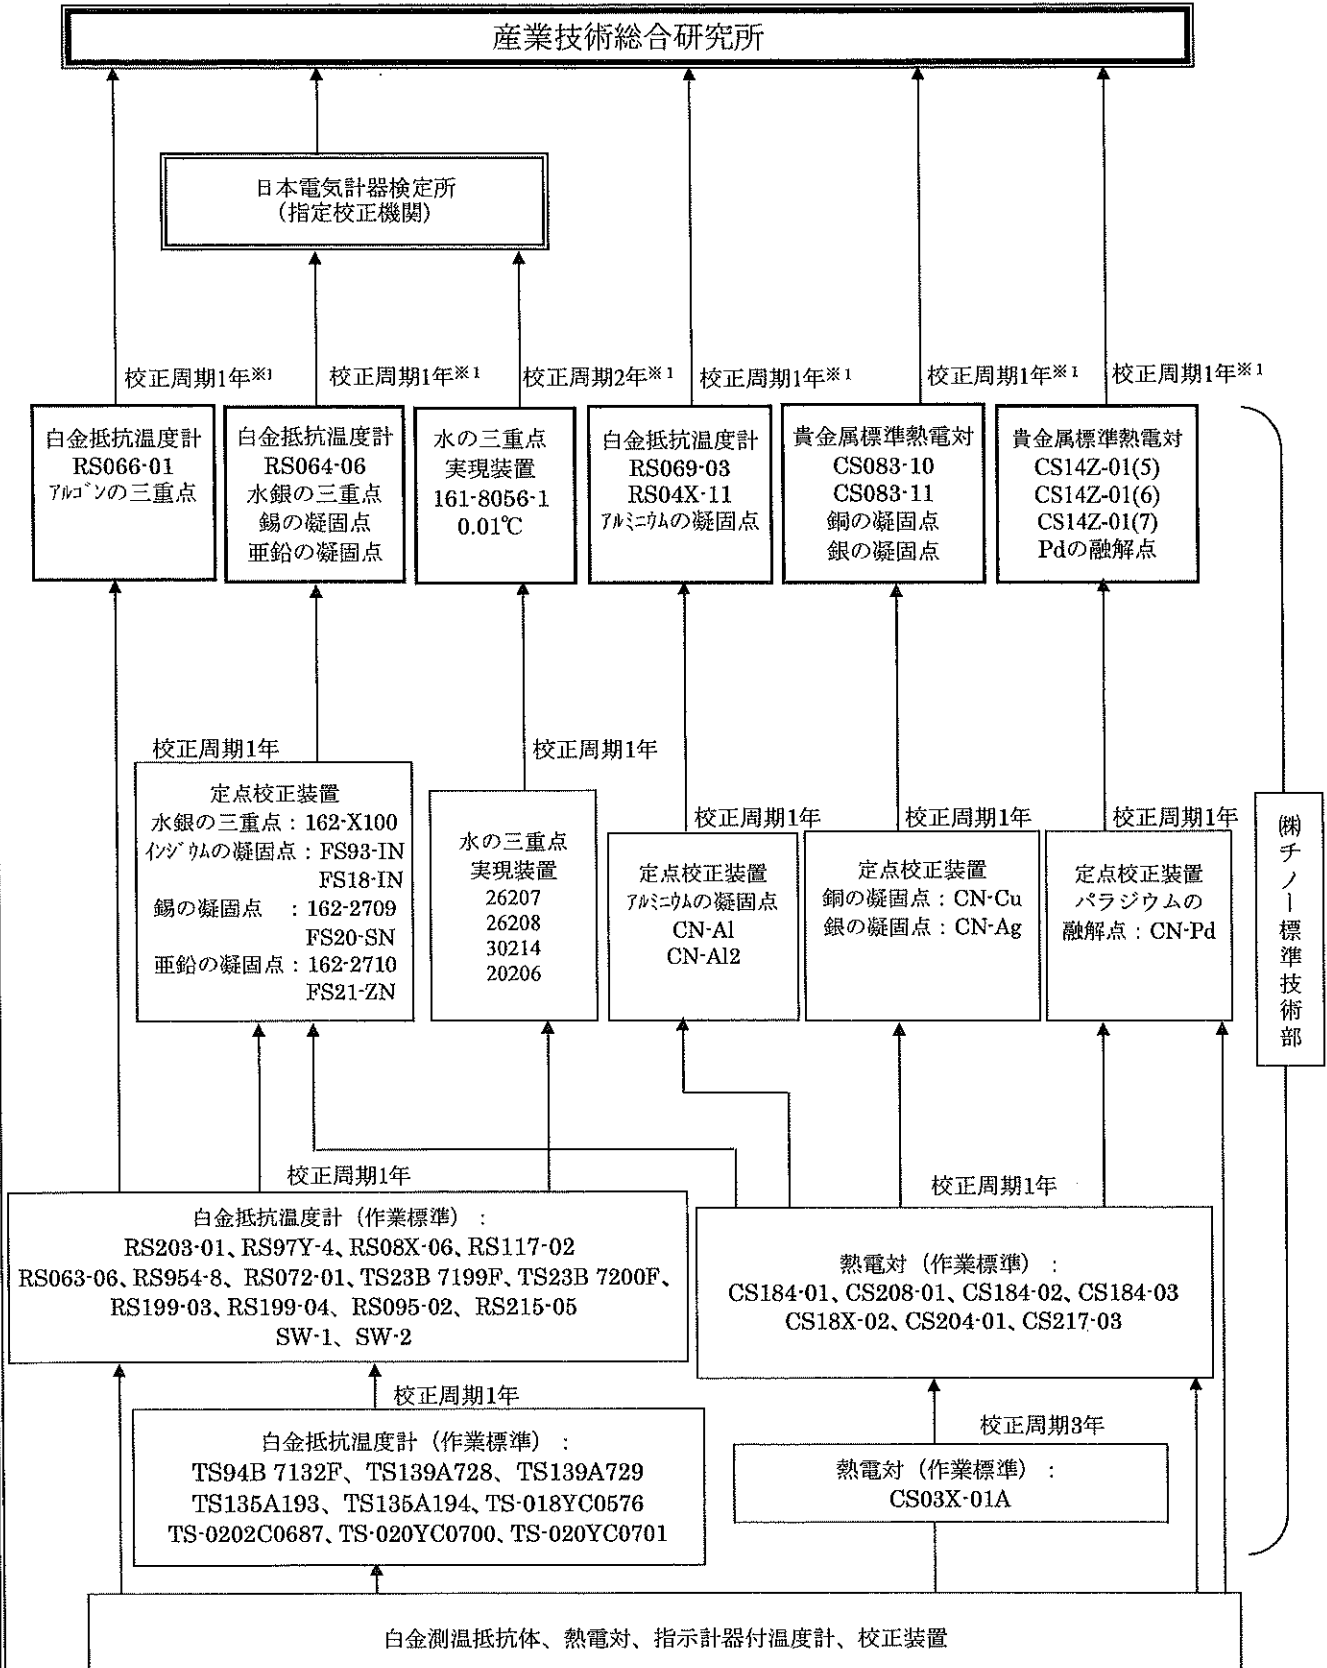 産業技術総合研究所
日本電気計器検定所
(指定校正機関)
校正周期1年※1
校正周期1年※1
校正周期2年※1
校正周期1年※1
校正周期1年※1
校正周期1年※1
白金抵抗温度計
RS066-01
アルゴンの三重点
白金抵抗温度計
RS064-06
水銀の三重点
錫の凝固点
亜鉛の凝固点
水の三重点
実現装置
161-8056-1
0.01℃
白金抵抗温度計
RS069-03
RS04X-11
アルミニウムの凝固点
貴金属標準熱電対
CS083-10
CS083-11
銅の凝固点
銀の凝固点
貴金属標準熱電対
CS14Z-01(5)
CS14Z-01(6)
CS14Z-01(7)
Pdの融解点
校正周期1年
定点校正装置
水銀の三重点：162-X100
インジウムの凝固点：FS93-IN
FS18-IN
錫の凝固点　：162-2709
FS20-SN
亜鉛の凝固点：162-2710
FS21-ZN
校正周期1年
水の三重点
実現装置
26207
26208
30214
20206
校正周期1年
定点校正装置
アルミニウムの凝固点
CN-Al
CN-Al2
校正周期1年
定点校正装置
銅の凝固点：CN-Cu
銀の凝固点：CN-Ag
校正周期1年
定点校正装置
パラジウムの
融解点：CN-Pd
㈱チノー標準技術部
校正周期1年
白金抵抗温度計（作業標準）：
RS203-01、RS97Y-4、RS08X-06、RS117-02
RS063-06、RS954-8、RS072-01、TS23B 7199F、TS23B 7200F、
RS199-03、RS199-04、RS095-02、RS215-05
SW-1、SW-2
校正周期1年
熱電対（作業標準）：
CS184-01、CS208-01、CS184-02、CS184-03
CS18X-02、CS204-01、CS217-03
校正周期1年
白金抵抗温度計（作業標準）：
TS94B 7132F、TS139A728、TS139A729
TS135A193、TS135A194、TS-018YC0576
TS-0202C0687、TS-020YC0700、TS-020YC0701
校正周期3年
熱電対（作業標準）：
CS03X-01A
白金測温抵抗体、熱電対、指示計器付温度計、校正装置